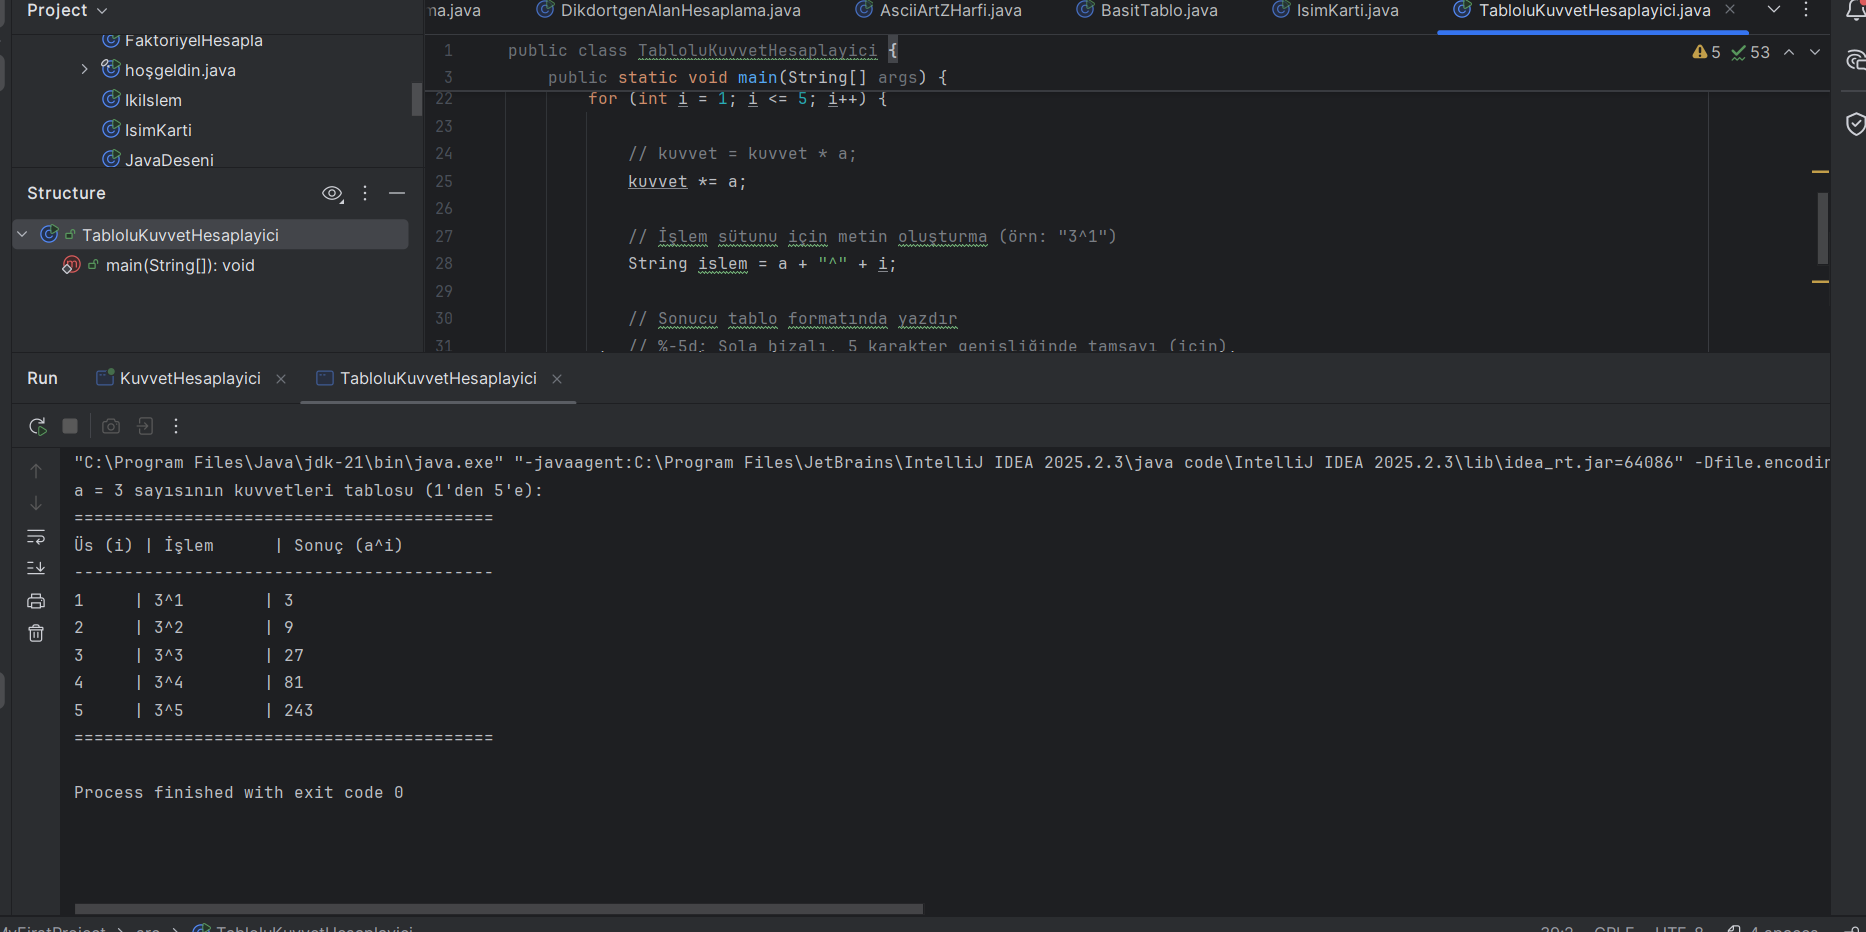 Project
ma.java
DikdortgenAlanHesaplama.java
AsciiArtZHarfi.java
BasitTablo.java
IsimKarti.java
TabloluKuvvetHesaplayici.java
FaktoriyelHesapla
hoşgeldin.java
IkiIslem
IsimKarti
JavaDeseni
Structure
TabloluKuvvetHesaplayici
main(String[]): void
5 53
1 public class TabloluKuvvetHesaplayici {
3 public static void main(String[] args) {
22 for (int i = 1; i <= 5; i++) {
23
24 // kuvvet = kuvvet * a;
25 kuvvet *= a;
26
27 // İşlem sütunu için metin oluşturma (örn: "3^1")
28 String islem = a + "^" + i;
29
30 // Sonucu tablo formatında yazdır
31 // %-5d: Sola hizalı, 5 karakter genişliğinde tamsayı (için)
Run
KuvvetHesaplayici
TabloluKuvvetHesaplayici
"C:\Program Files\Java\jdk-21\bin\java.exe" "-javaagent:C:\Program Files\JetBrains\IntelliJ IDEA 2025.2.3\java code\IntelliJ IDEA 2025.2.3\lib\idea_rt.jar=64086" -Dfile.encodin
a = 3 sayısının kuvvetleri tablosu (1'den 5'e):
==========================================
Üs (i) | İşlem      | Sonuç (a^i)
------------------------------------------
1     | 3^1        | 3
2     | 3^2        | 9
3     | 3^3        | 27
4     | 3^4        | 81
5     | 3^5        | 243
==========================================
Process finished with exit code 0
MyFirstProject > src > TabloluKuvvetHesaplayici
CRLF UTF-8 4 spaces